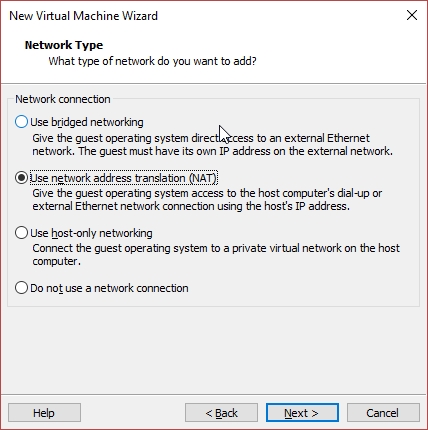 New Virtual Machine Wizard
Network Type
What type of network do you want to add?
Network connection
Use bridged networking
Give the guest operating system direct access to an external Ethernet
network. The guest must have its own IP address on the external network.
Use network address translation (NAT)
Give the guest operating system access to the host computer's dial-up or
external Ethernet network connection using the host's IP address.
Use host-only networking
Connect the guest operating system to a private virtual network on the host
computer.
Do not use a network connection
Help
< Back
Next >
Cancel